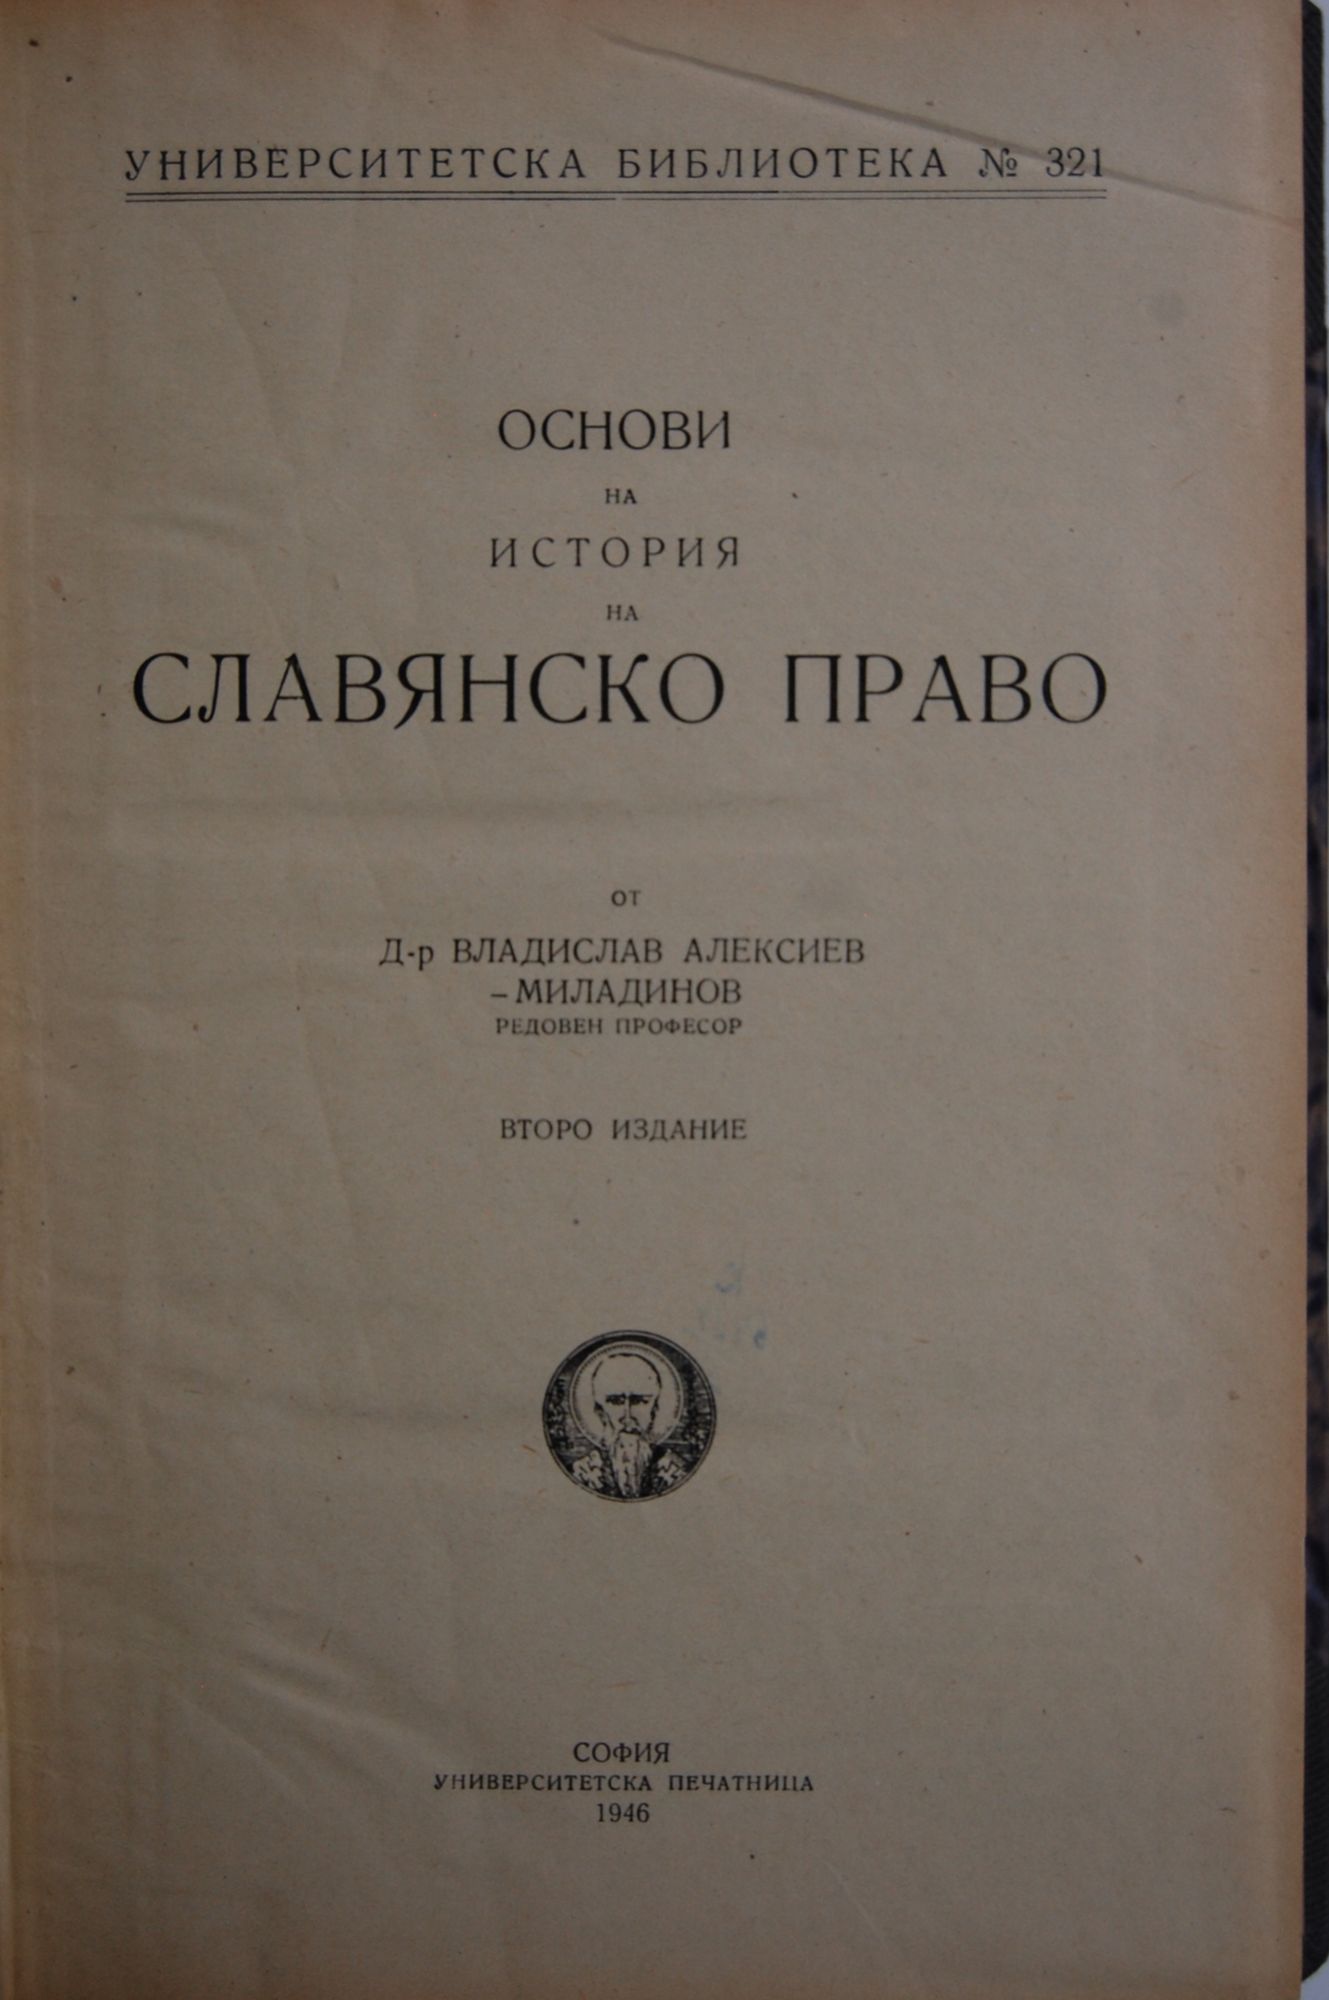 УНИВЕРСИТЕТСКА БИБЛИОТЕКА № 321
ОСНОВИ
НА
ИСТОРИЯ
НА
СЛАВЯНСКО ПРАВО
ОТ
Д-р ВЛАДИСЛАВ АЛЕКСИЕВ
–МИЛАДИНОВ
РЕДОВЕН ПРОФЕСОР
ВТОРО ИЗДАНИЕ
СОФИЯ
УНИВЕРСИТЕТСКА ПЕЧАТНИЦА
1946